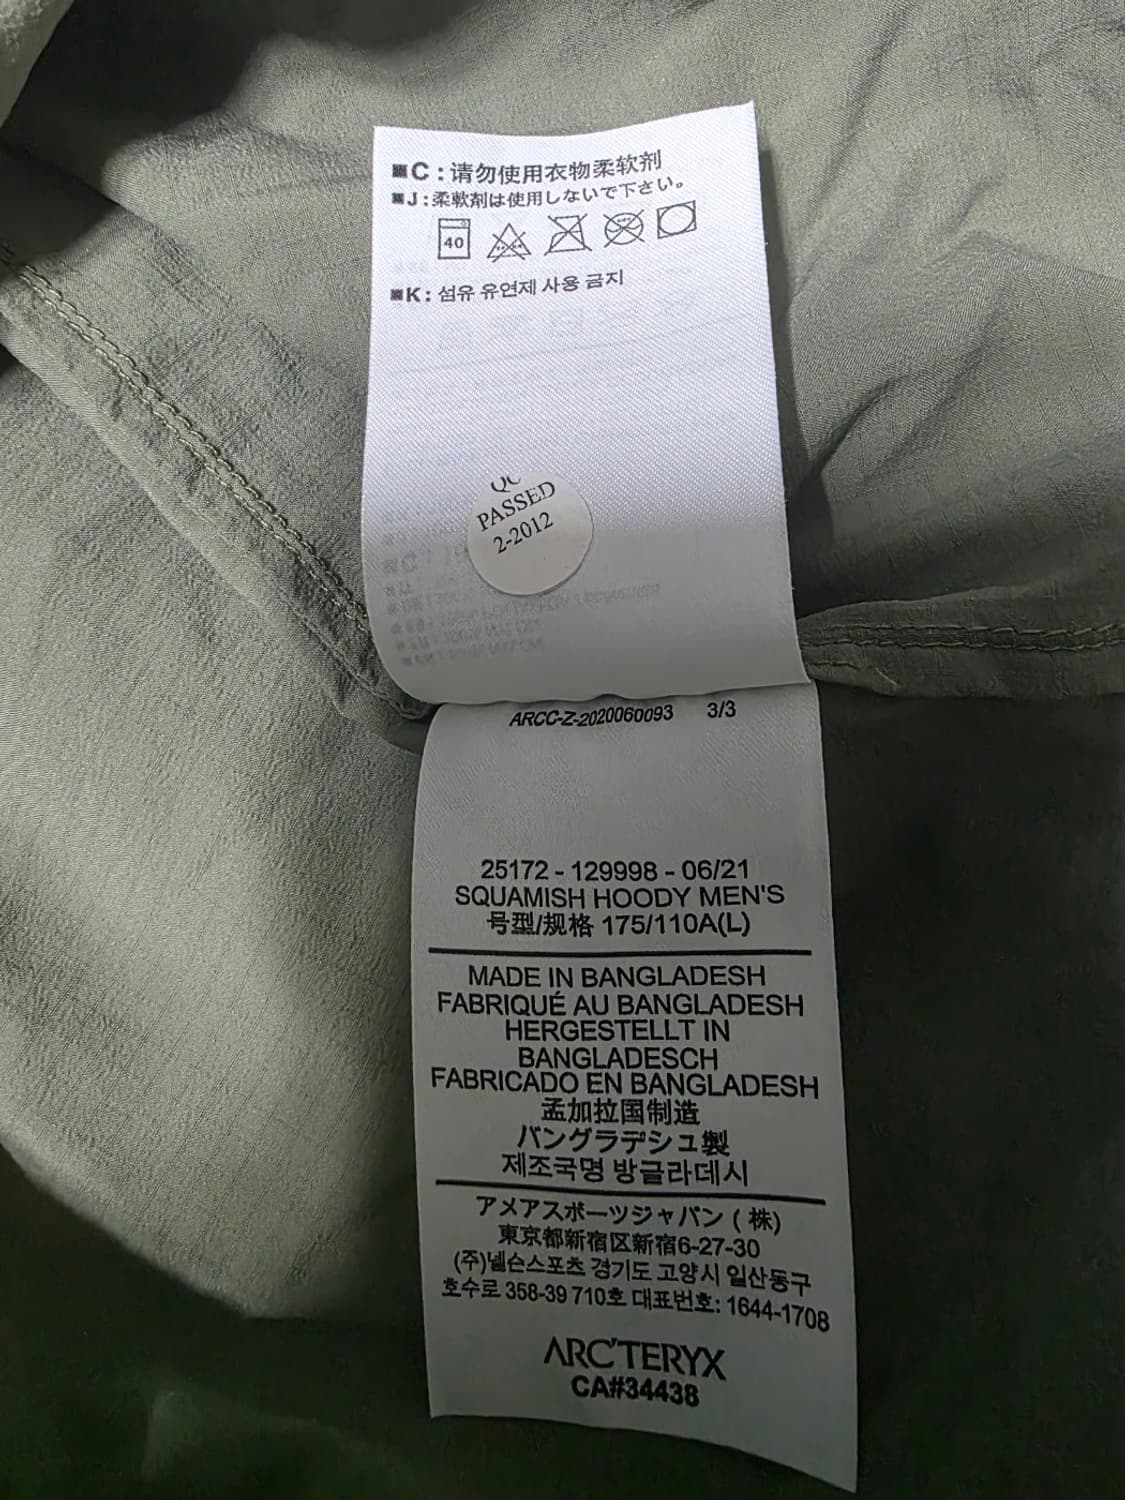 ■C : 请勿使用衣物柔软剂
■J : 柔軟剤は使用しないで下さい。
40
■K : 섬유 유연제 사용 금지
QC
PASSED
2-2012
ARCC-Z-2020060093 3/3
25172 - 129998 - 06/21
SQUAMISH HOODY MEN'S
号型/规格 175/110A(L)
MADE IN BANGLADESH
FABRIQUÉ AU BANGLADESH
HERGESTELLT IN
BANGLADESCH
FABRICADO EN BANGLADESH
孟加拉国制造
バングラデシュ製
제조국명 방글라데시
アメアスポーツジャパン ( 株)
東京都新宿区新宿6-27-30
(주)넬슨스포츠 경기도 고양시 일산동구
호수로 358-39 710호 대표번호: 1644-1708
ARC'TERYX
CA#34438